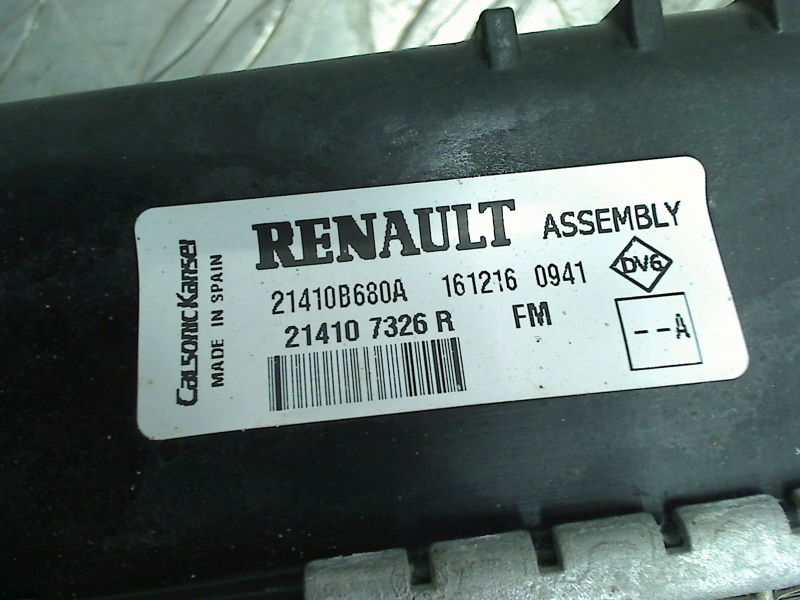 CalsonicKansei
MADE IN SPAIN
RENAULT ASSEMBLY
21410B680A 161216 0941 DV6
21410 7326 R FM
--A